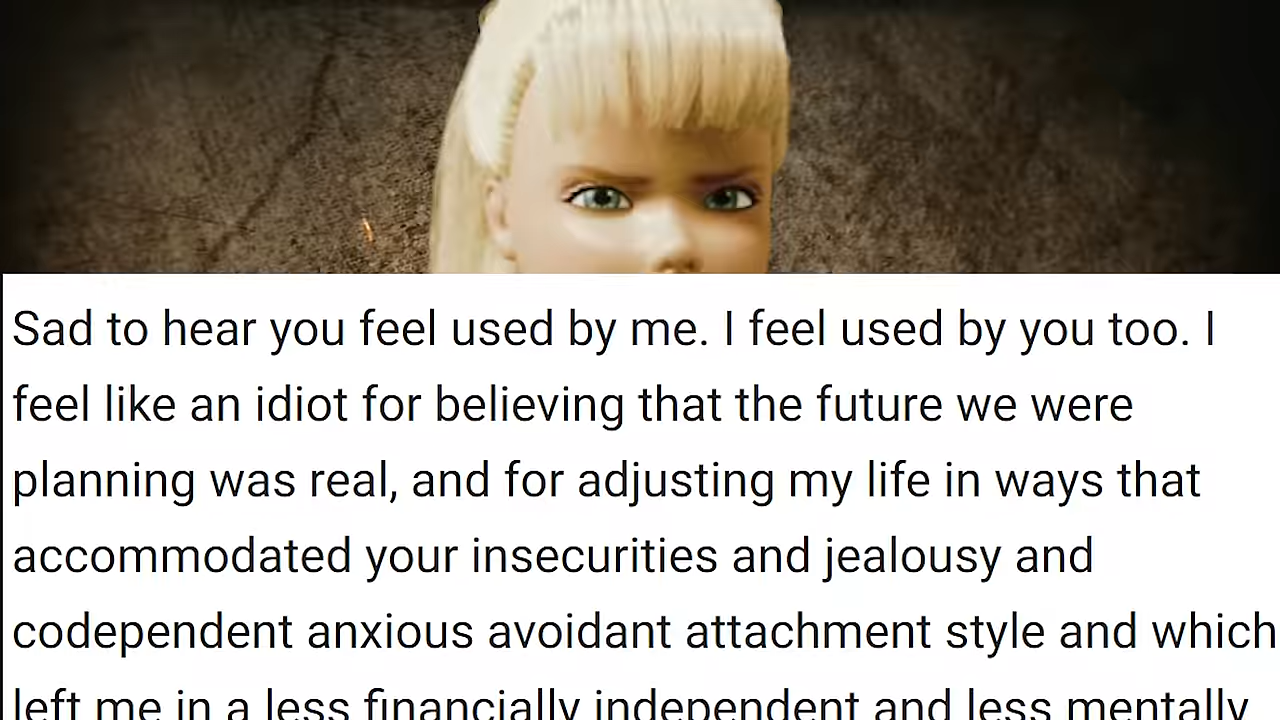 Sad to hear you feel used by me. I feel used by you too. I
feel like an idiot for believing that the future we were
planning was real, and for adjusting my life in ways that
accommodated your insecurities and jealousy and
codependent anxious avoidant attachment style and which
left me in a less financially independent and less mentally